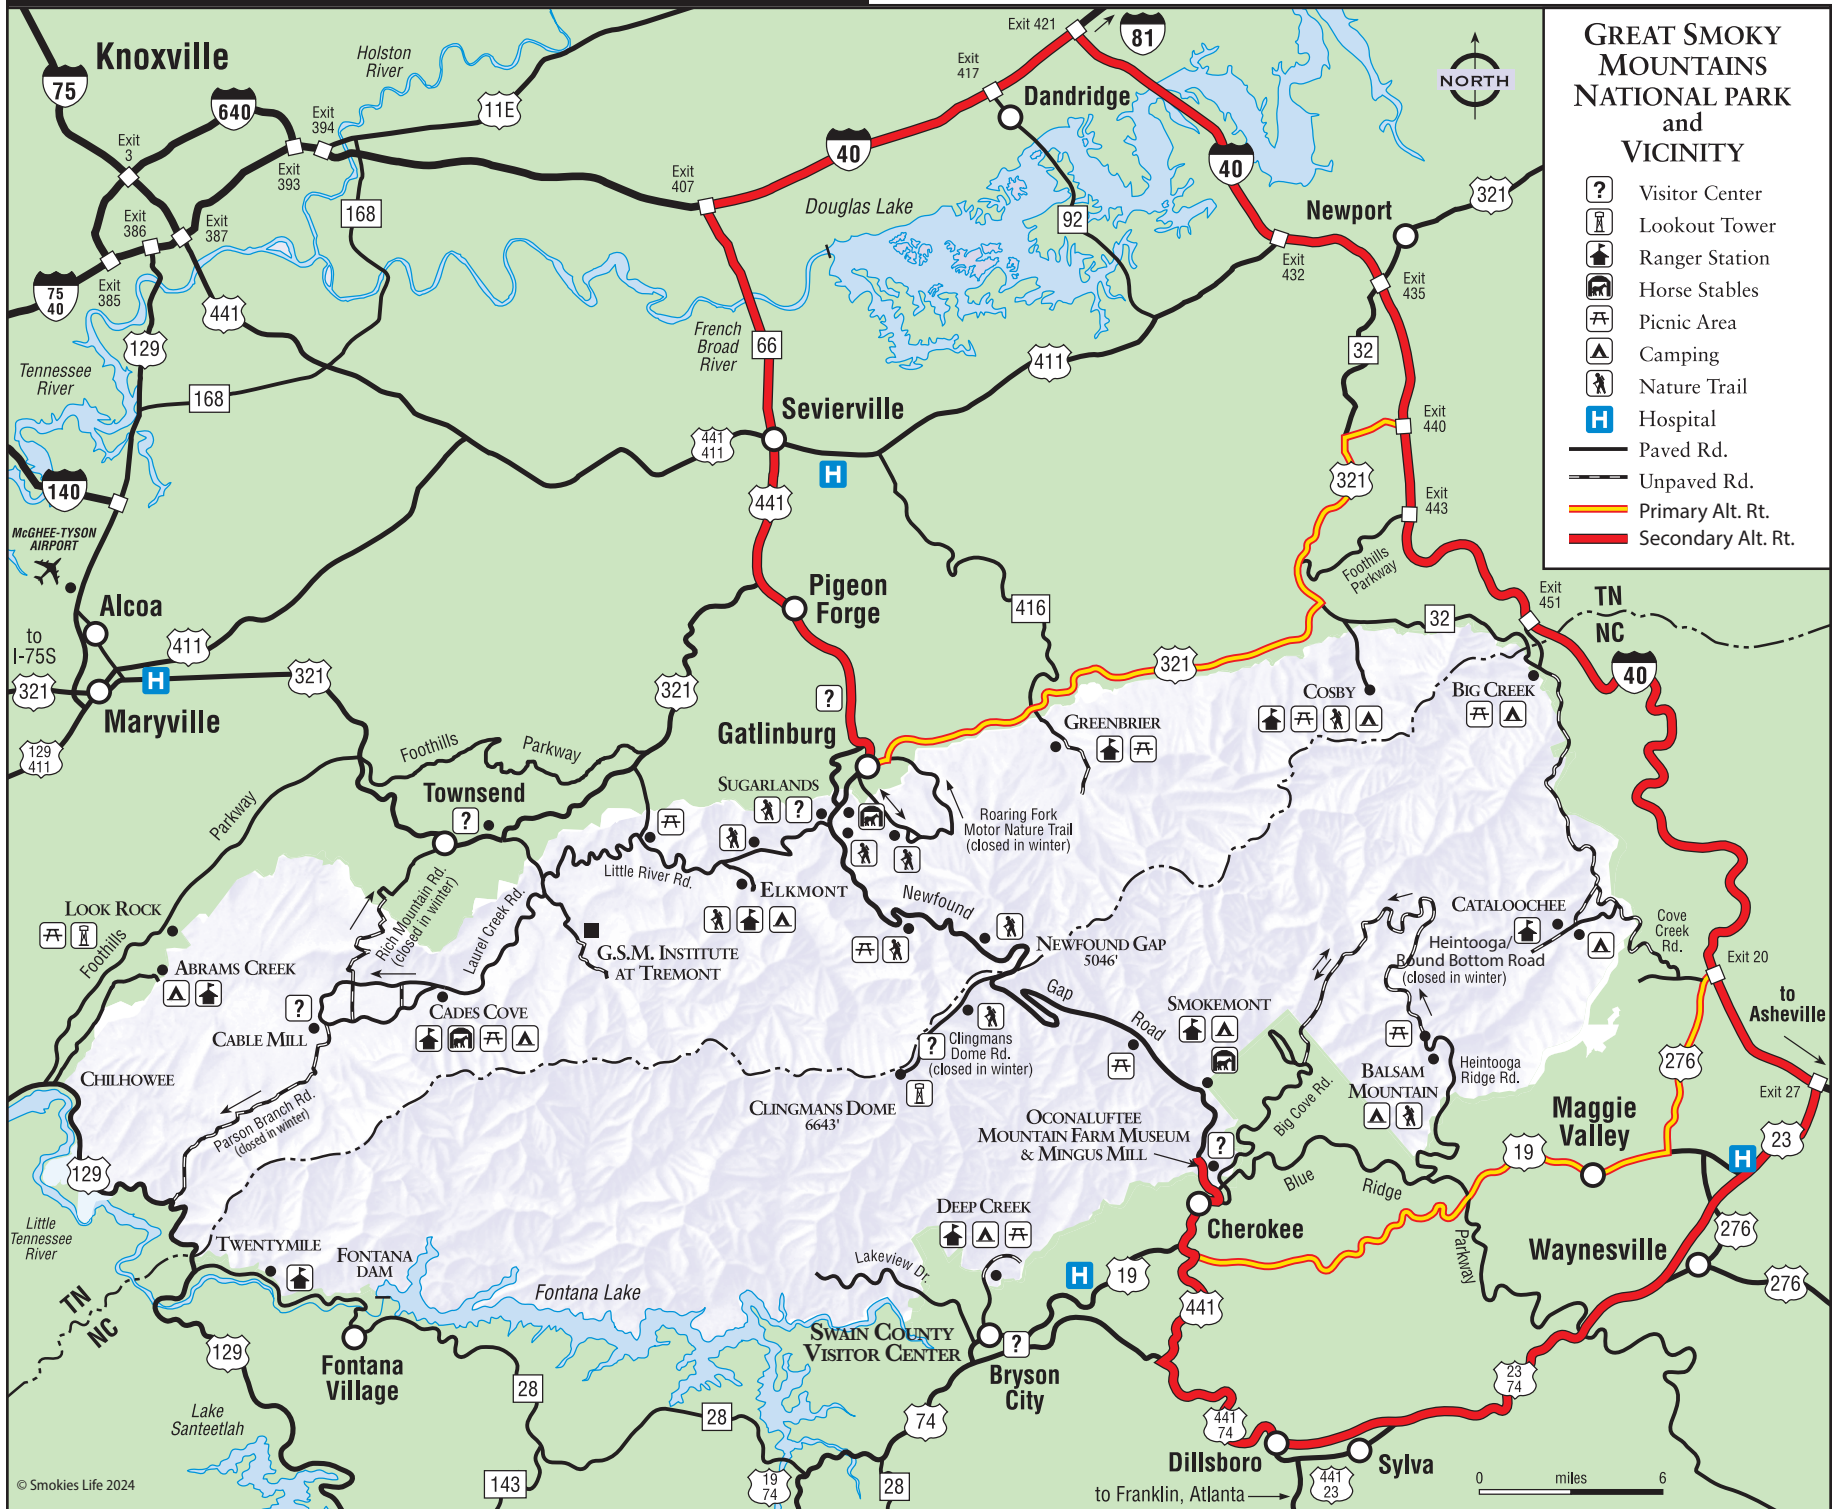 GREAT SMOKY
MOUNTAINS
NATIONAL PARK
and
VICINITY
Visitor Center
Lookout Tower
Ranger Station
Horse Stables
Picnic Area
Camping
Nature Trail
H
Hospital
Paved Rd.
Unpaved Rd.
Primary Alt. Rt.
Secondary Alt. Rt.
NORTH
Knoxville
75
640
Holston
River
11E
Exit
394
Exit
3
Exit
393
Exit
386
Exit
387
Exit
385
75
40
441
168
129
168
Tennessee
River
140
McGHEE-TYSON
AIRPORT
Alcoa
to
I-75S
321
411
H
321
Maryville
129
411
Exit 421
81
Exit
417
Dandridge
40
40
Exit
407
Douglas Lake
92
Newport
321
Exit
432
Exit
435
French
Broad
River
66
411
32
Sevierville
441
411
H
441
Exit
440
321
Exit
443
Foothills
Parkway
Exit
451
TN
NC
Pigeon
Forge
416
32
321
321
40
?
Gatlinburg
GREENBRIER
COSBY
BIG CREEK
Foothills
Parkway
Townsend
?
Parkway
SUGARLANDS
?
Roaring Fork
Motor Nature Trail
(closed in winter)
Little River Rd.
ELKMONT
Newfound
LOOK ROCK
Foothills
Rich Mountain Rd.
(closed in winter)
Laurel Creek Rd.
G.S.M. INSTITUTE
AT TREMONT
NEWFOUND GAP
5046'
Gap
Road
CATALOOCHEE
Heintooga/
Round Bottom Road
(closed in winter)
Cove
Creek
Rd.
Exit 20
to
Asheville
ABRAMS CREEK
?
CABLE MILL
CADES COVE
SMOKEMONT
?
Clingmans
Dome Rd.
(closed in winter)
CLINGMANS DOME
6643'
BALSAM
MOUNTAIN
Heintooga
Ridge Rd.
276
Exit 27
CHILHOWEE
Parson Branch Rd.
(closed in winter)
Big Cove Rd.
OCONALUFTEE
MOUNTAIN FARM MUSEUM
& MINGUS MILL
?
Maggie
Valley
19
H
23
129
Blue
Ridge
Parkway
Little
Tennessee
River
TWENTYMILE
FONTANA
DAM
DEEP CREEK
Cherokee
Waynesville
276
276
Lakeview Dr.
H
19
TN
NC
Fontana Lake
441
SWAIN COUNTY
VISITOR CENTER
?
Bryson
City
129
Fontana
Village
28
28
74
23
74
441
74
Lake
Santeetlah
Dillsboro
Sylva
441
23
to Franklin, Atlanta
143
19
74
28
0 miles 6
© Smokies Life 2024